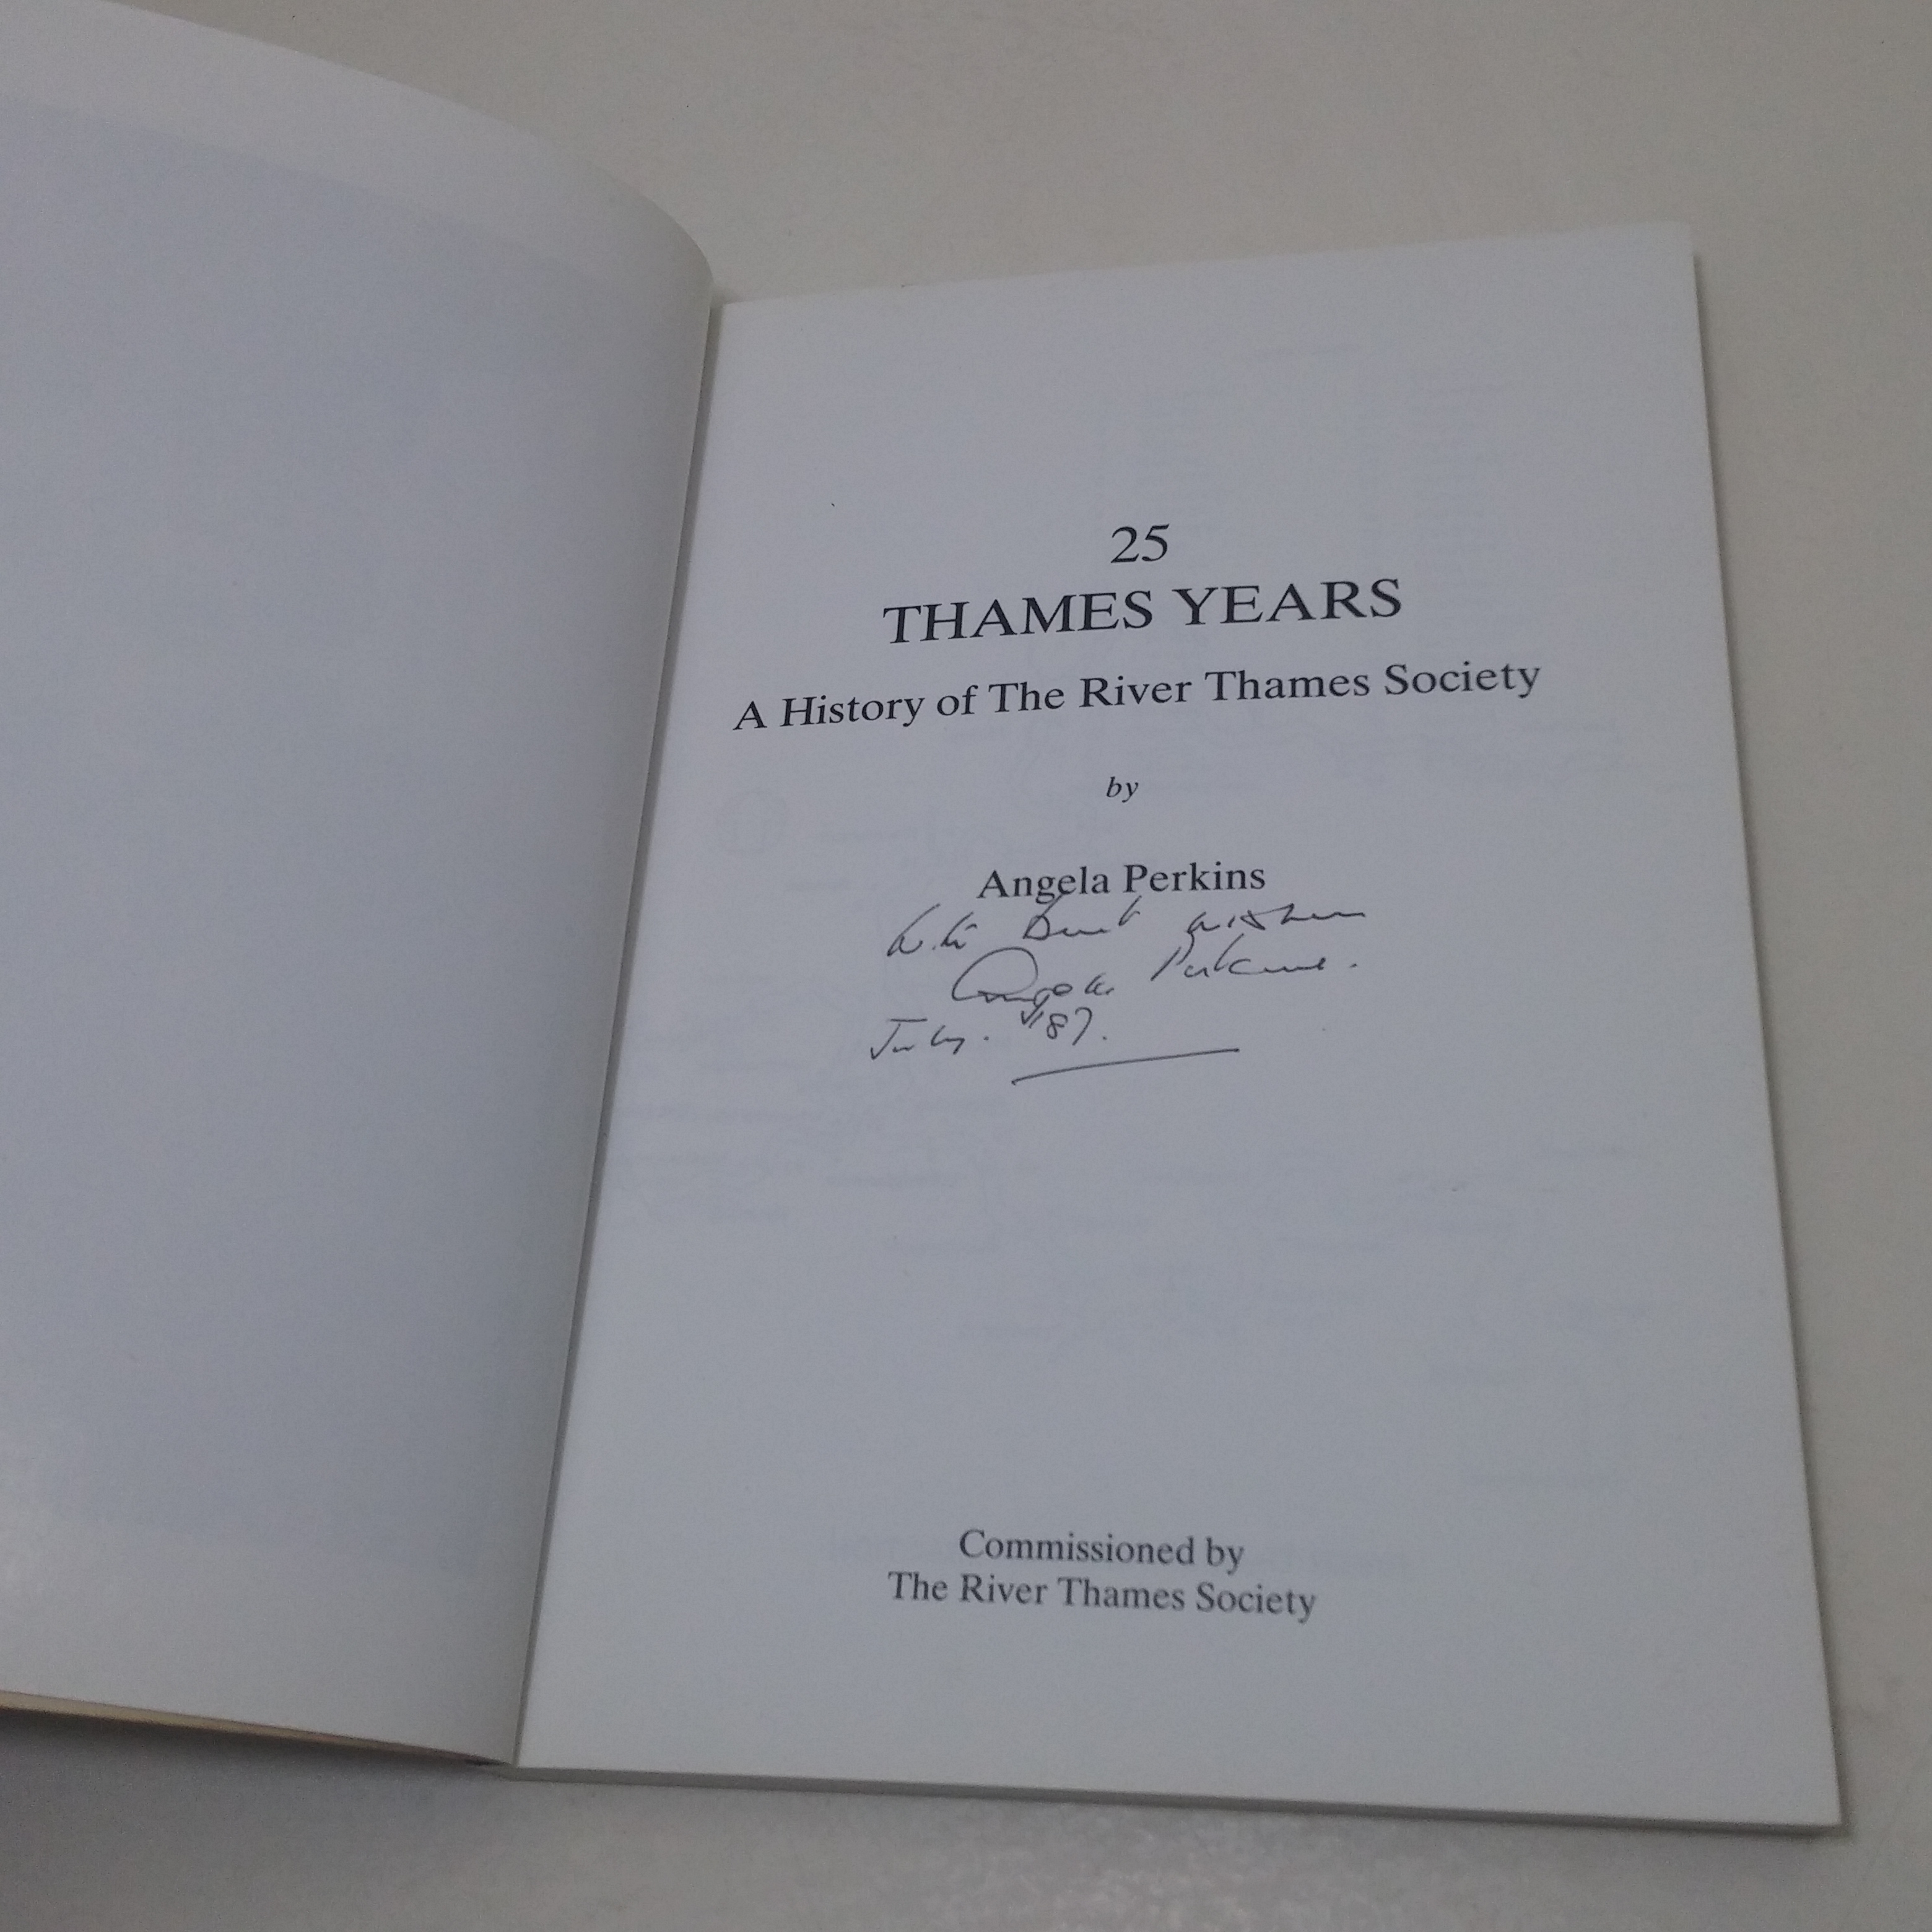 25
THAMES YEARS
A History of The River Thames Society
by
Angela Perkins
With Best wishes
Angela Perkins.
July. '87.
Commissioned by
The River Thames Society